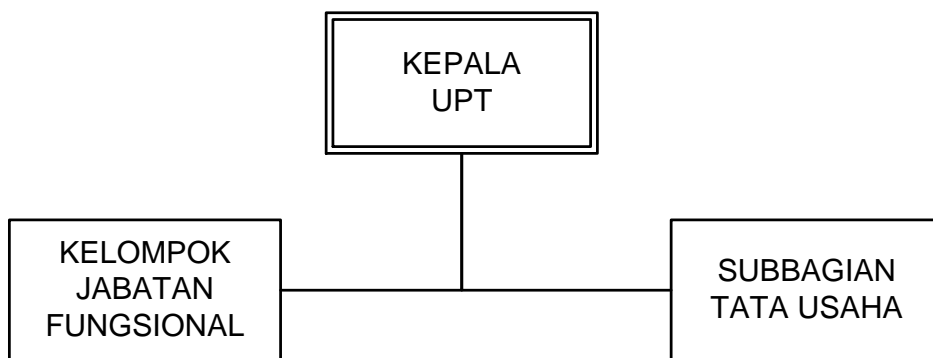 KEPALA
UPT
KELOMPOK
JABATAN
FUNGSIONAL
SUBBAGIAN
TATA USAHA